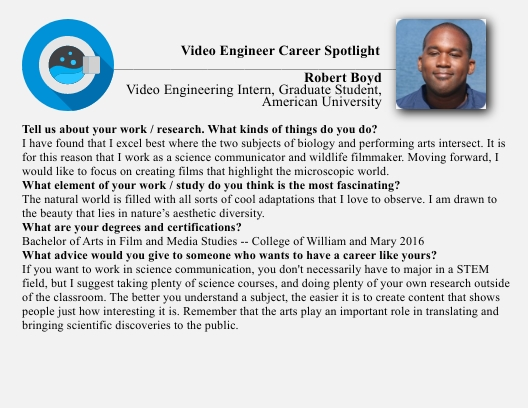 Video Engineer Career Spotlight
Robert Boyd
Video Engineering Intern, Graduate Student,
American University
Tell us about your work / research. What kinds of things do you do?
I have found that I excel best where the two subjects of biology and performing arts intersect. It is
for this reason that I work as a science communicator and wildlife filmmaker. Moving forward, I
would like to focus on creating films that highlight the microscopic world.
What element of your work / study do you think is the most fascinating?
The natural world is filled with all sorts of cool adaptations that I love to observe. I am drawn to
the beauty that lies in nature’s aesthetic diversity.
What are your degrees and certifications?
Bachelor of Arts in Film and Media Studies -- College of William and Mary 2016
What advice would you give to someone who wants to have a career like yours?
If you want to work in science communication, you don't necessarily have to major in a STEM
field, but I suggest taking plenty of science courses, and doing plenty of your own research outside
of the classroom. The better you understand a subject, the easier it is to create content that shows
people just how interesting it is. Remember that the arts play an important role in translating and
bringing scientific discoveries to the public.